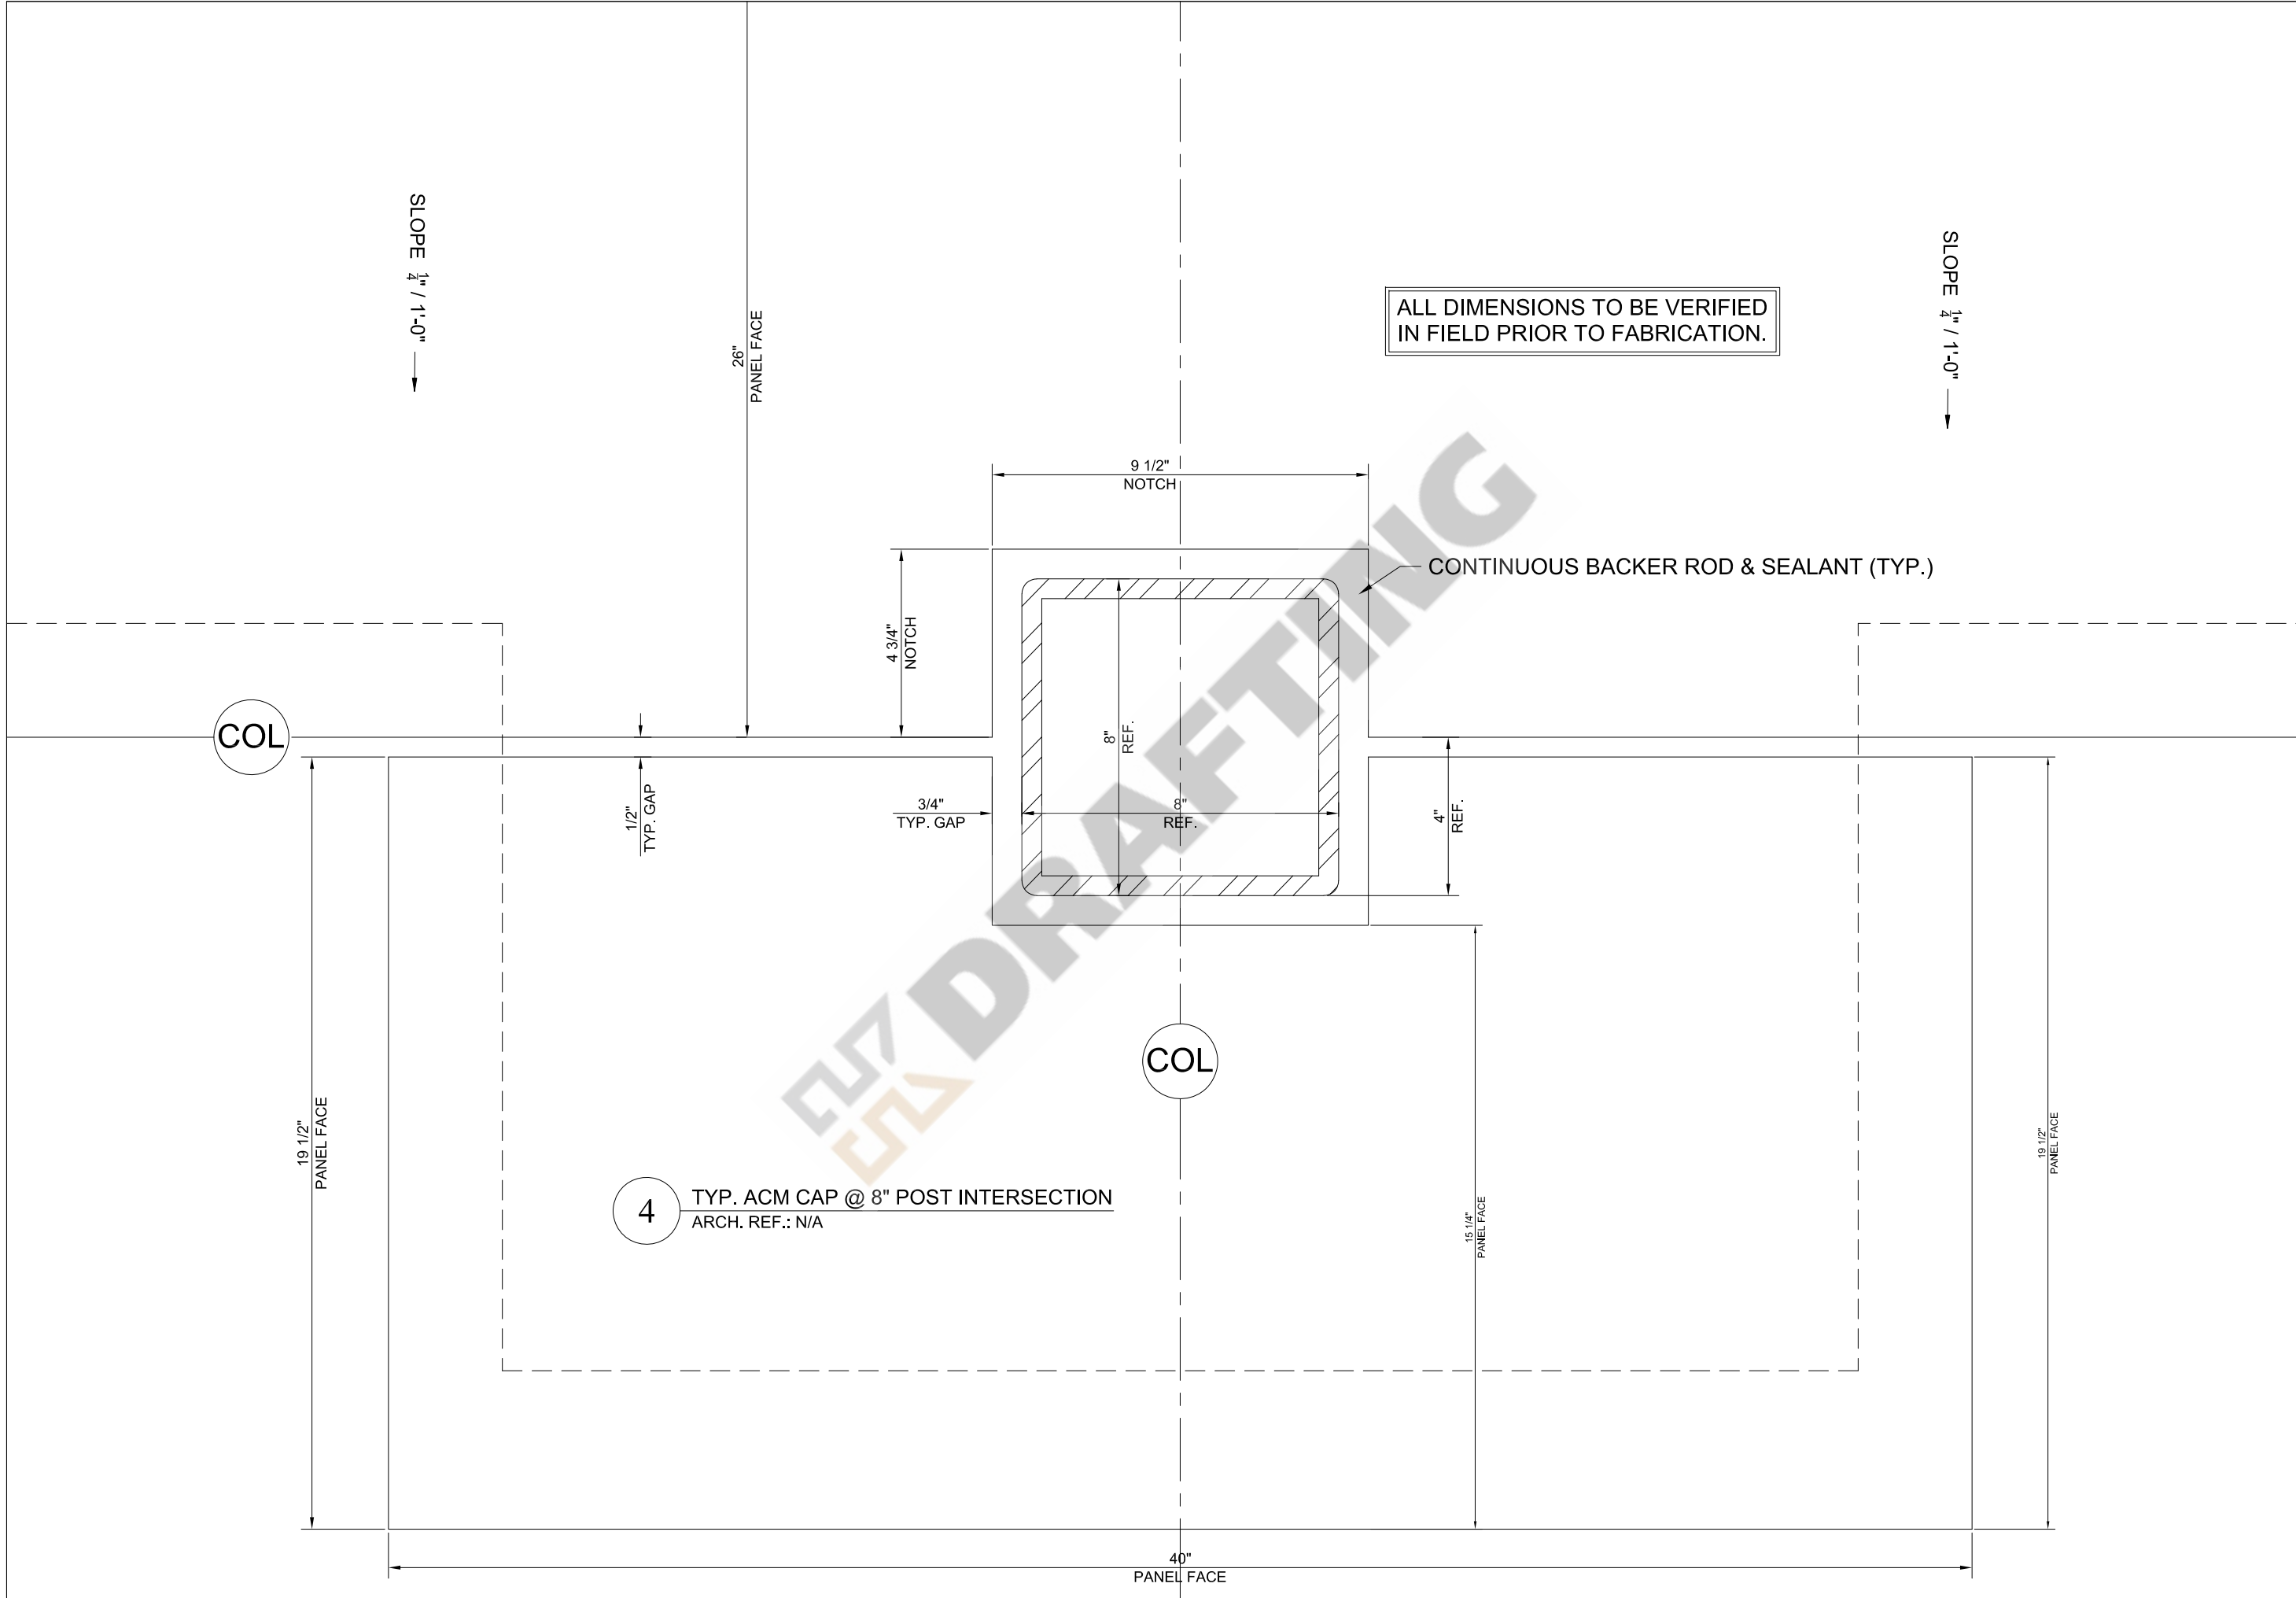 SLOPE 1/4" / 1'-0"
26"
PANEL FACE
SLOPE 1/4" / 1'-0"
ALL DIMENSIONS TO BE VERIFIED
IN FIELD PRIOR TO FABRICATION.
9 1/2"
NOTCH
CONTINUOUS BACKER ROD & SEALANT (TYP.)
4 3/4"
NOTCH
COL
8"
REF.
1/2"
TYP. GAP
3/4"
TYP. GAP
8"
REF.
4"
REF.
DRAFTING
COL
19 1/2"
PANEL FACE
19 1/2"
PANEL FACE
15 1/4"
PANEL FACE
4
TYP. ACM CAP @ 8" POST INTERSECTION
ARCH. REF.: N/A
40"
PANEL FACE